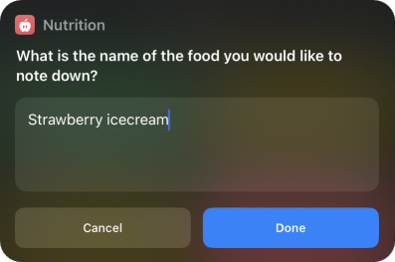 Nutrition
What is the name of the food you would like to
note down?
Strawberry icecream
Cancel
Done